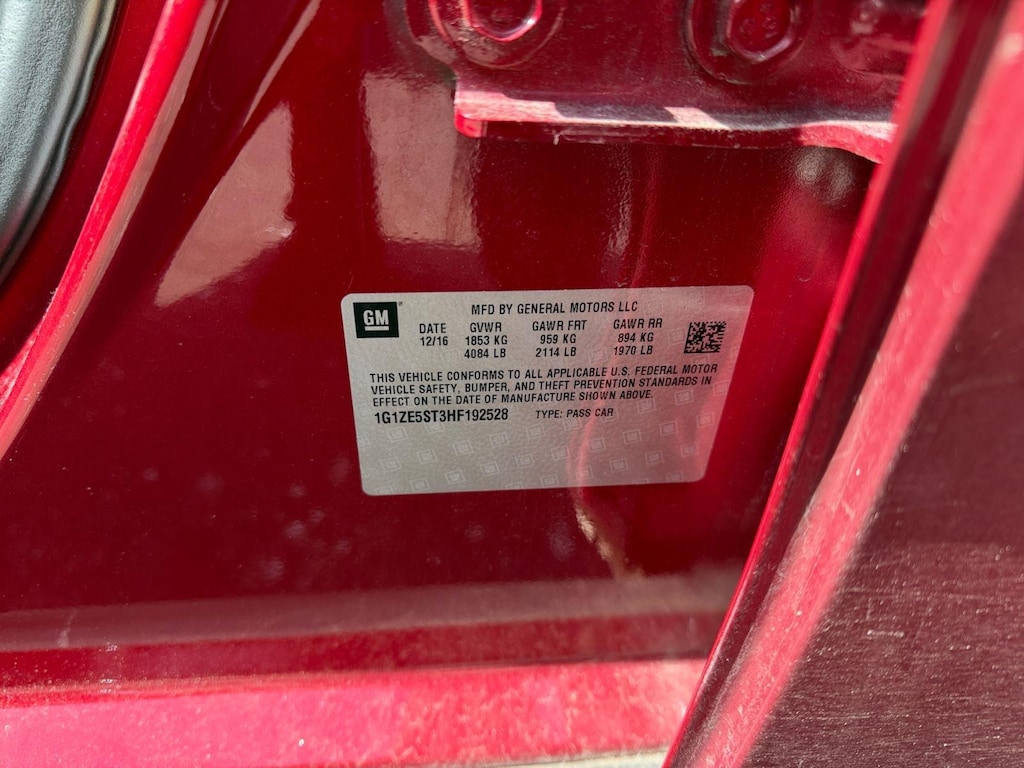 GM
MFD BY GENERAL MOTORS LLC
DATE GVWR GAWR FRT GAWR RR
12/16 1853 KG 959 KG 894 KG
4084 LB 2114 LB 1970 LB
THIS VEHICLE CONFORMS TO ALL APPLICABLE U.S. FEDERAL MOTOR
VEHICLE SAFETY, BUMPER, AND THEFT PREVENTION STANDARDS IN
EFFECT ON THE DATE OF MANUFACTURE SHOWN ABOVE.
1G1ZE5ST3HF192528 TYPE: PASS CAR